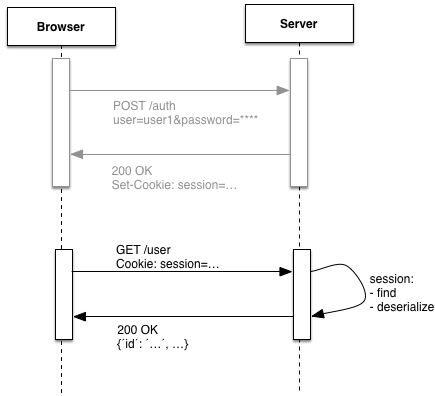 Browser
Server
POST /auth
user=user1&password=****
200 OK
Set-Cookie: session=…
GET /user
Cookie: session=…
session:
- find
- deserialize
200 OK
{´id´: ´…´, …}